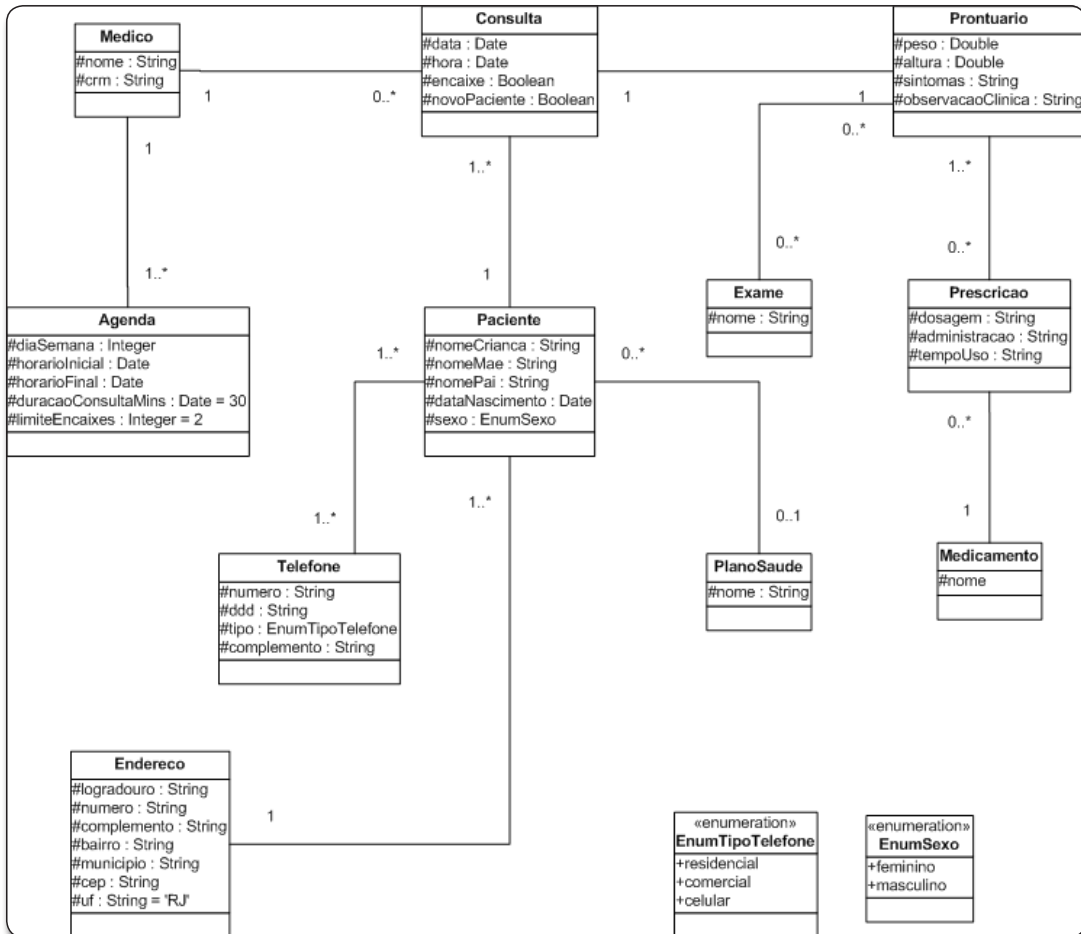 Medico
#nome : String
#crm : String
Consulta
#data : Date
#hora : Date
#encaixe : Boolean
#novoPaciente : Boolean
Prontuario
#peso : Double
#altura : Double
#sintomas : String
#observacaoClinica : String
1
0..*
1
1
0..*
1
1..*
1..*
1..*
1
0..*
0..*
Exame
#nome : String
Prescricao
#dosagem : String
#administracao : String
#tempoUso : String
Agenda
#diaSemana : Integer
#horarioInicial : Date
#horarioFinal : Date
#duracaoConsultaMins : Date = 30
#limiteEncaixes : Integer = 2
Paciente
#nomeCrianca : String
#nomeMae : String
#nomePai : String
#dataNascimento : Date
#sexo : EnumSexo
1..*
0..*
0..*
1..*
1..*
0..1
1
Telefone
#numero : String
#ddd : String
#tipo : EnumTipoTelefone
#complemento : String
PlanoSaude
#nome : String
Medicamento
#nome
Endereco
#logradouro : String
#numero : String
#complemento : String
#bairro : String
#municipio : String
#cep : String
#uf : String = 'RJ'
1
«enumeration»
EnumTipoTelefone
+residencial
+comercial
+celular
«enumeration»
EnumSexo
+feminino
+masculino